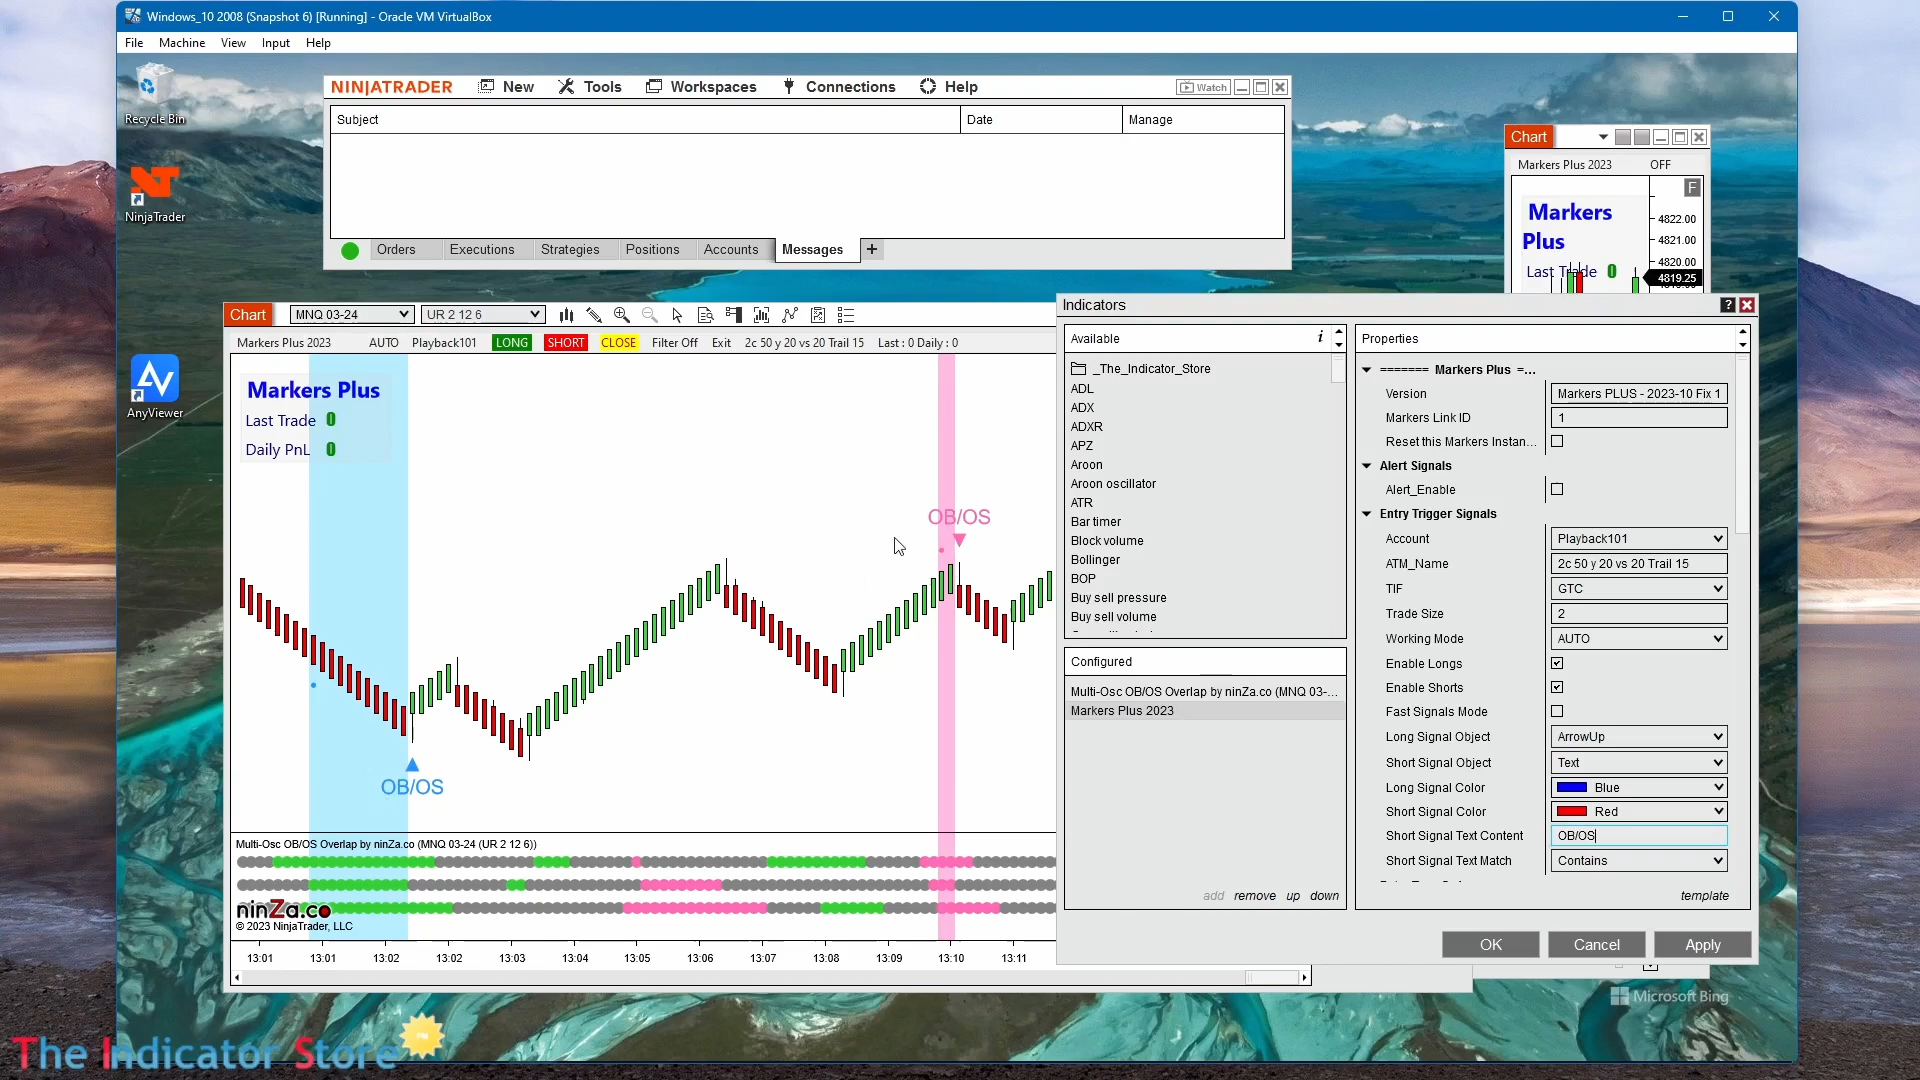 Windows_10 2008 (Snapshot 6) [Running] - Oracle VM VirtualBox
File Machine View Input Help
Recycle Bin
NinjaTrader
AnyViewer
NINJATRADER New Tools Workspaces Connections Help Watch
Subject Date Manage
Orders Executions Strategies Positions Accounts Messages +
Chart
Markers Plus 2023 OFF
F
Markers
Plus
Last Trade 0
4822.00
4821.00
4820.00
4819.25
Chart MNQ 03-24 UR 2 12 6
Markers Plus 2023 AUTO Playback101 LONG SHORT CLOSE Filter Off Exit 2c 50 y 20 vs 20 Trail 15 Last : 0 Daily : 0
Markers Plus
Last Trade 0
Daily PnL 0
OB/OS
OB/OS
Multi-Osc OB/OS Overlap by ninZa.co (MNQ 03-24 (UR 2 12 6))
ninZa.co
© 2023 NinjaTrader, LLC
13:01 13:01 13:02 13:02 13:03 13:04 13:05 13:06 13:07 13:08 13:09 13:10 13:11
Indicators ?
Available i
_The_Indicator_Store
ADL
ADX
ADXR
APZ
Aroon
Aroon oscillator
ATR
Bar timer
Block volume
Bollinger
BOP
Buy sell pressure
Buy sell volume
Configured
Multi-Osc OB/OS Overlap by ninZa.co (MNQ 03-...
Markers Plus 2023
add remove up down
Properties
======= Markers Plus =...
Version Markers PLUS - 2023-10 Fix 1
Markers Link ID 1
Reset this Markers Instan...
Alert Signals
Alert_Enable
Entry Trigger Signals
Account Playback101
ATM_Name 2c 50 y 20 vs 20 Trail 15
TIF GTC
Trade Size 2
Working Mode AUTO
Enable Longs
Enable Shorts
Fast Signals Mode
Long Signal Object ArrowUp
Short Signal Object Text
Long Signal Color Blue
Short Signal Color Red
Short Signal Text Content OB/OS
Short Signal Text Match Contains
template
OK Cancel Apply
Microsoft Bing
The Indicator Store